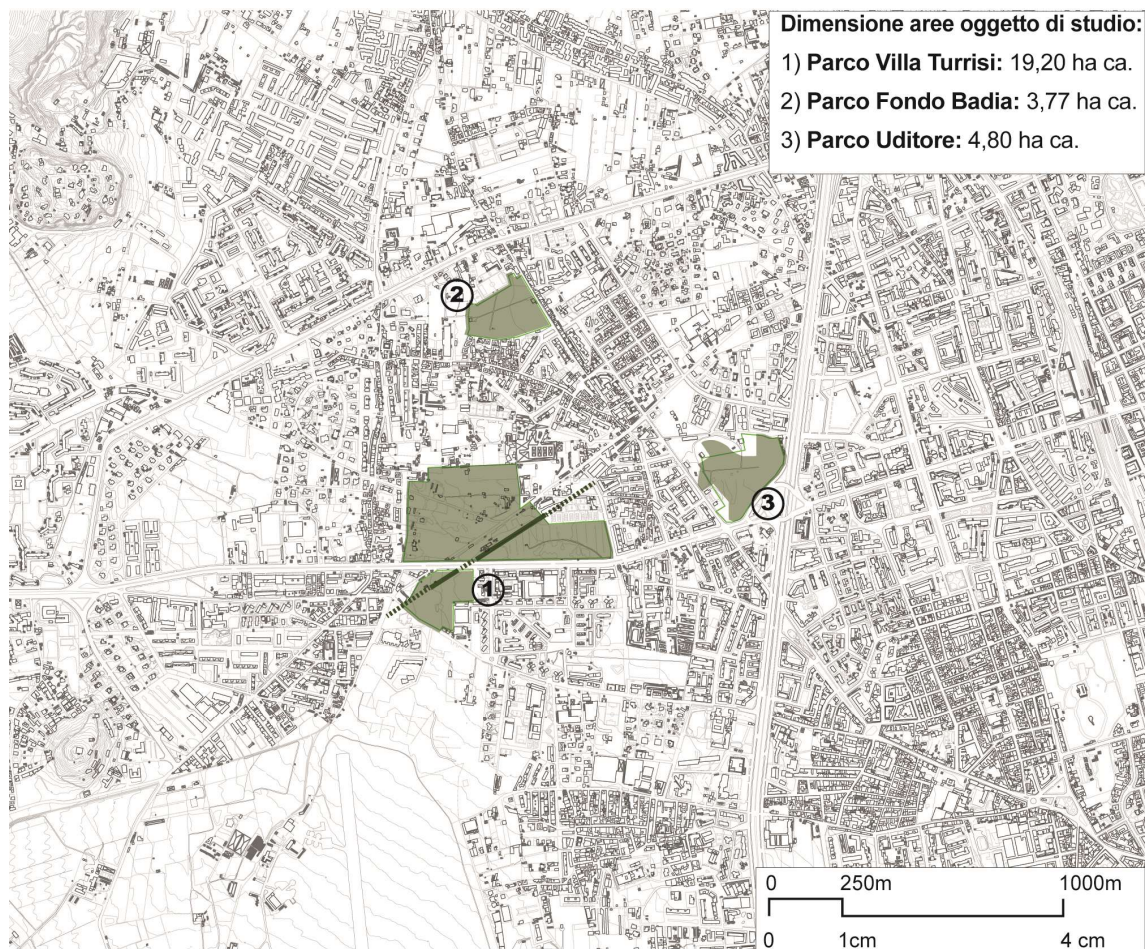 Dimensione aree oggetto di studio:
1) Parco Villa Turrisi: 19,20 ha ca.
2) Parco Fondo Badia: 3,77 ha ca.
3) Parco Uditore: 4,80 ha ca.
2
3
1
0 250m 1000m
0 1cm 4 cm